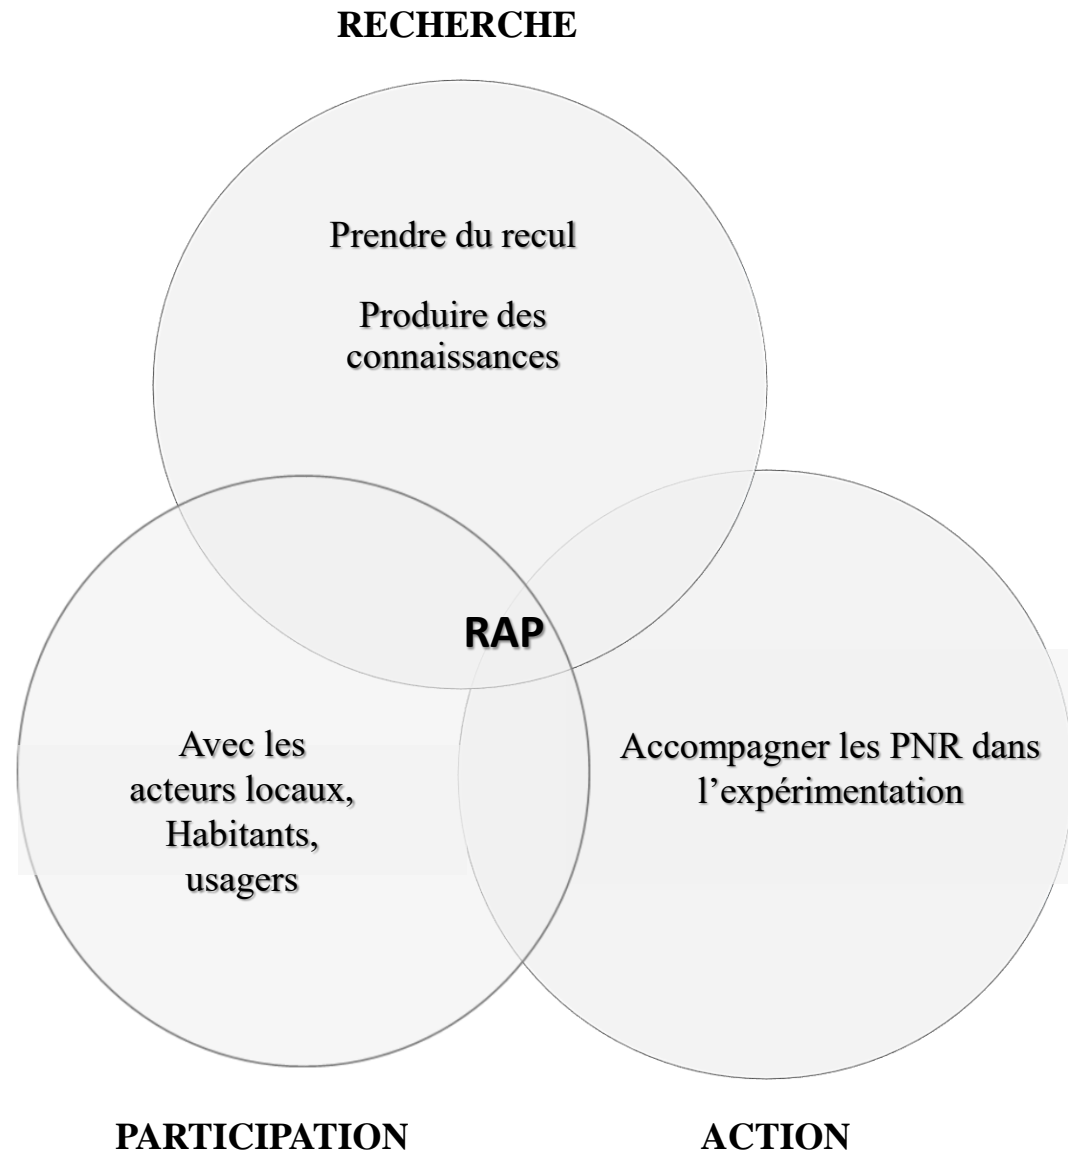 RECHERCHE
Prendre du recul
Produire des
connaissances
RAP
Avec les
acteurs locaux,
Habitants,
usagers
Accompagner les PNR dans
l’expérimentation
PARTICIPATION
ACTION